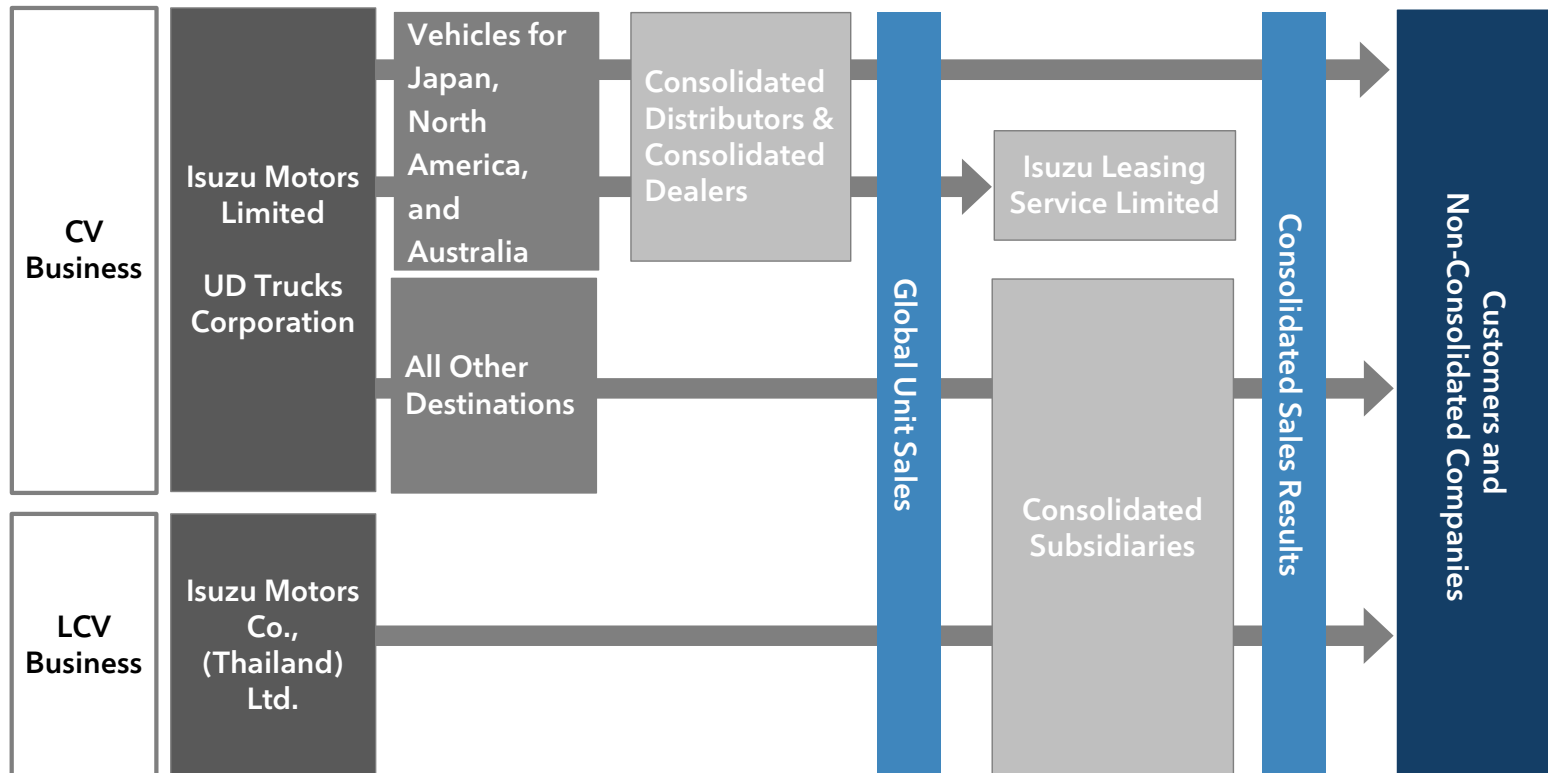 CV
Business
Isuzu Motors
Limited
UD Trucks
Corporation
Vehicles for
Japan,
North
America,
and
Australia
Consolidated
Distributors &
Consolidated
Dealers
Isuzu Leasing
Service Limited
All Other
Destinations
Global Unit Sales
Consolidated
Subsidiaries
Consolidated Sales Results
Customers and
Non-Consolidated Companies
LCV
Business
Isuzu Motors
Co.,
(Thailand)
Ltd.